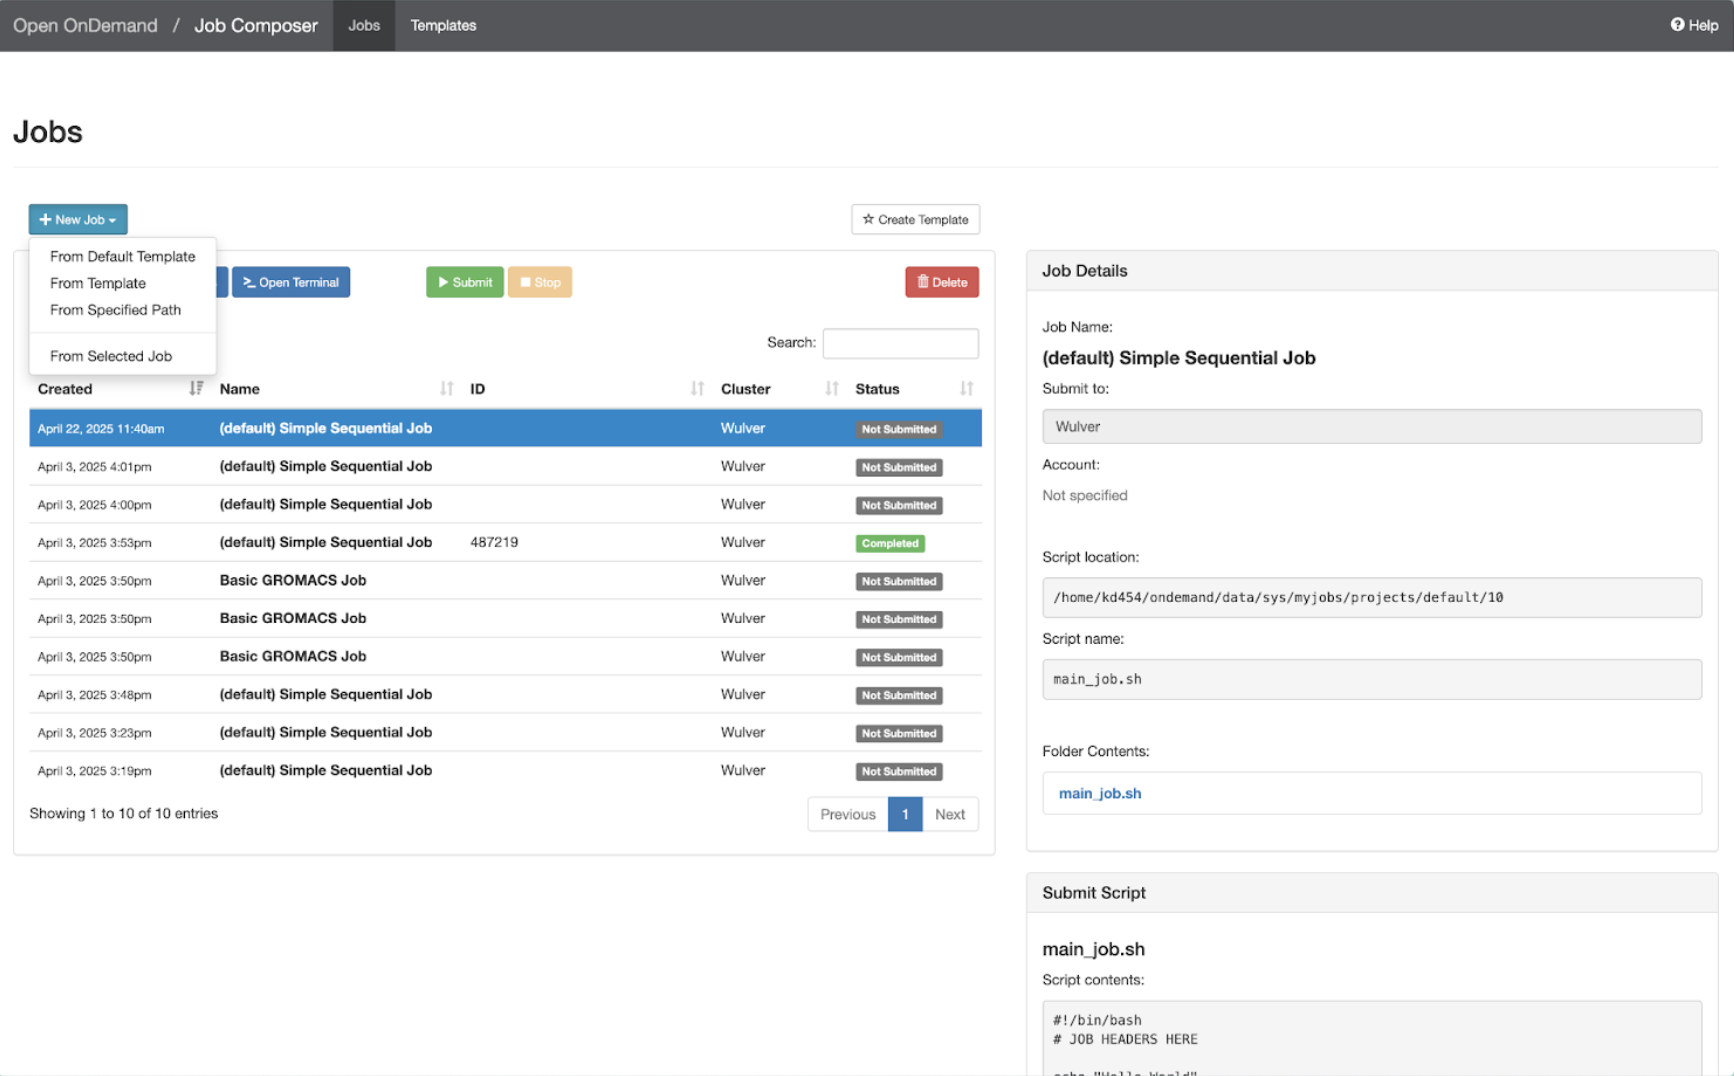 Open OnDemand / Job Composer Jobs Templates Help
Jobs
New Job Create Template
From Default Template
From Template
From Specified Path
From Selected Job
Open Terminal Submit Stop Delete
Search:
Created Name ID Cluster Status
April 22, 2025 11:40am (default) Simple Sequential Job Wulver Not Submitted
April 3, 2025 4:01pm (default) Simple Sequential Job Wulver Not Submitted
April 3, 2025 4:00pm (default) Simple Sequential Job Wulver Not Submitted
April 3, 2025 3:53pm (default) Simple Sequential Job 487219 Wulver Completed
April 3, 2025 3:50pm Basic GROMACS Job Wulver Not Submitted
April 3, 2025 3:50pm Basic GROMACS Job Wulver Not Submitted
April 3, 2025 3:50pm Basic GROMACS Job Wulver Not Submitted
April 3, 2025 3:48pm (default) Simple Sequential Job Wulver Not Submitted
April 3, 2025 3:23pm (default) Simple Sequential Job Wulver Not Submitted
April 3, 2025 3:19pm (default) Simple Sequential Job Wulver Not Submitted
Showing 1 to 10 of 10 entries Previous 1 Next
Job Details
Job Name:
(default) Simple Sequential Job
Submit to:
Wulver
Account:
Not specified
Script location:
/home/kd454/ondemand/data/sys/myjobs/projects/default/10
Script name:
main_job.sh
Folder Contents:
main_job.sh
Submit Script
main_job.sh
Script contents:
#!/bin/bash
# JOB HEADERS HERE
echo "Hello World"